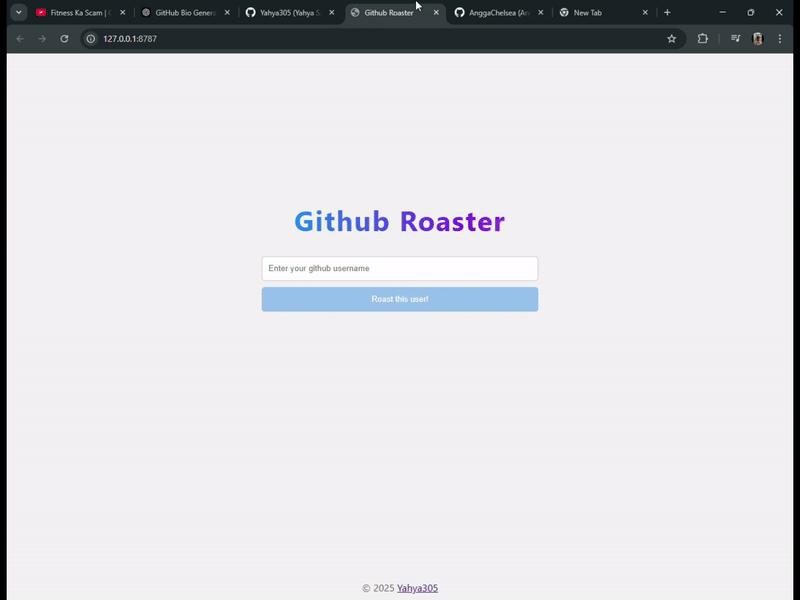 Fitness Ka Scam |
GitHub Bio Genera
Yahya305 (Yahya S
Github Roaster
AnggaChelsea (An
New Tab
127.0.0.1:8787
Github Roaster
Enter your github username
Roast this user!
© 2025 Yahya305